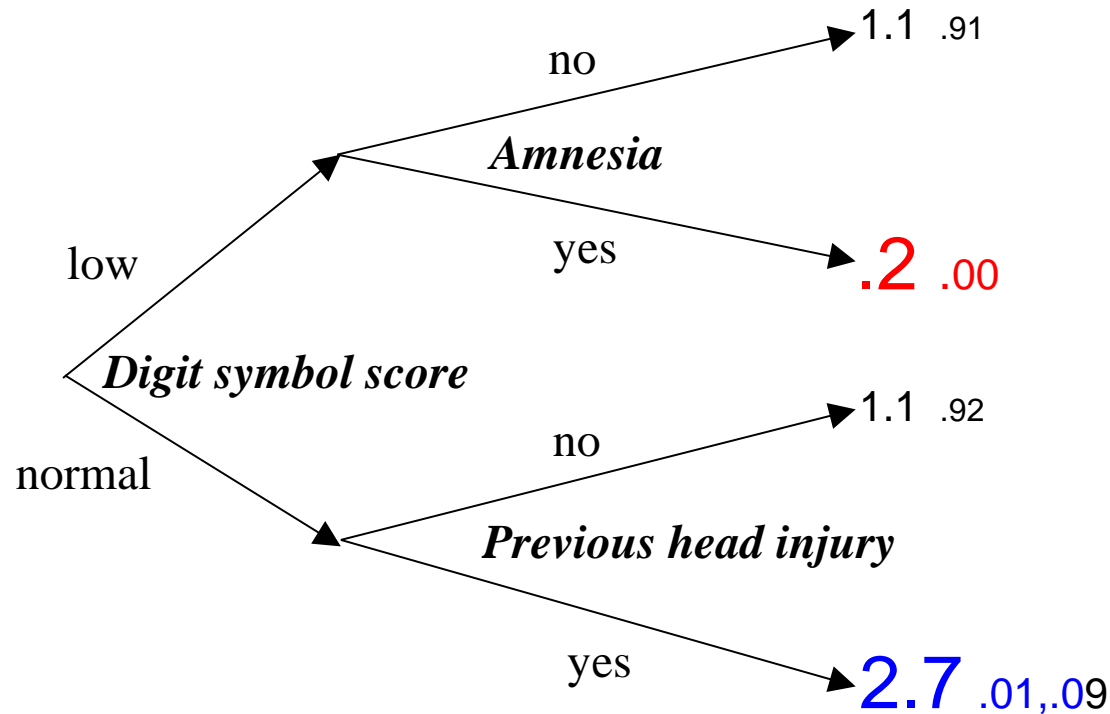 1.1 .91
no
Amnesia
yes
.2 .00
low
Digit symbol score
1.1 .92
no
normal
Previous head injury
yes
2.7 .01,.09